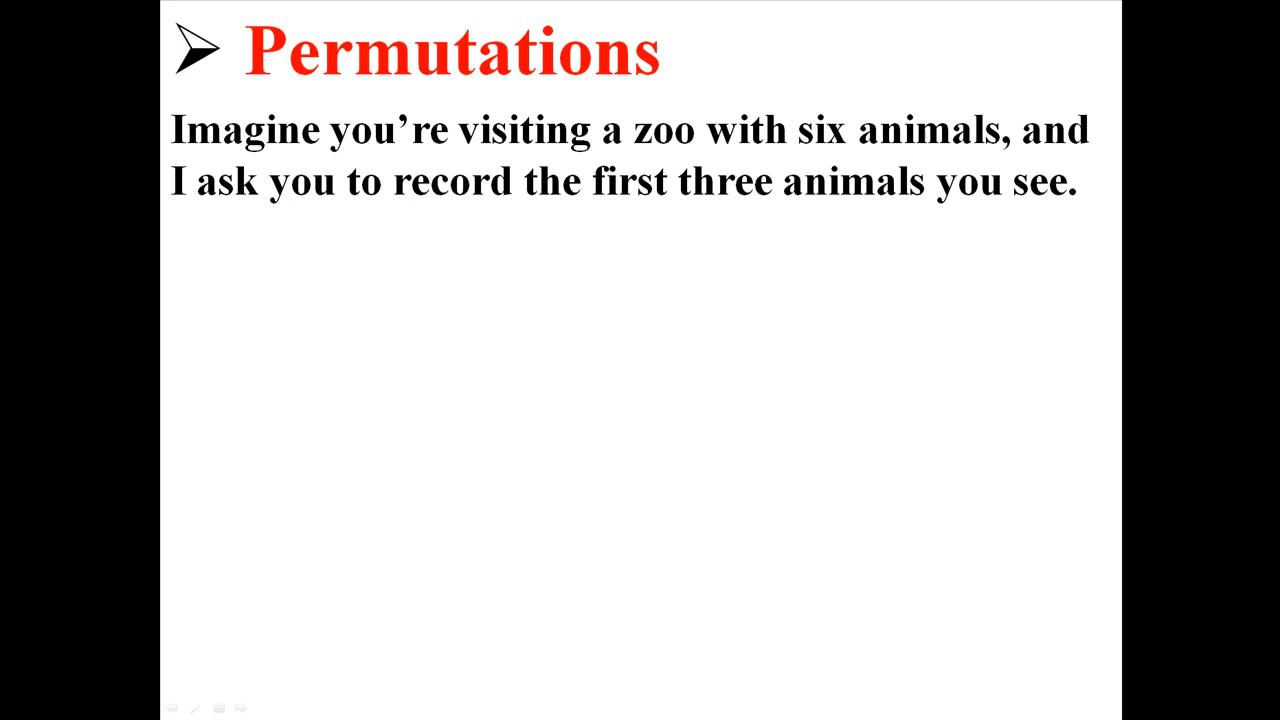 Permutations
Imagine you’re visiting a zoo with six animals, and
I ask you to record the first three animals you see.